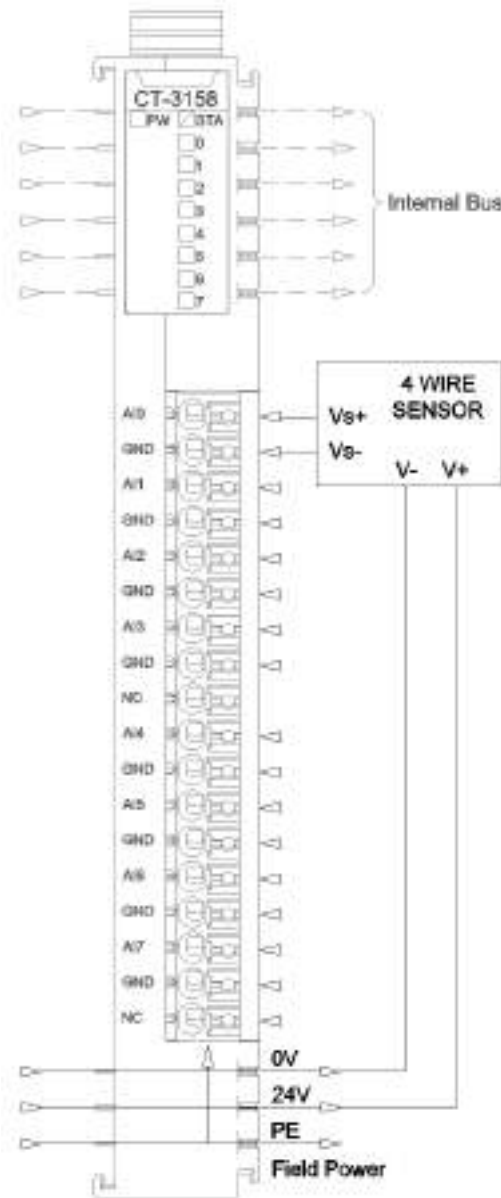 CT-3158
PW STA
0
1
2
3
4
5
6
7
Internal Bus
4 WIRE
SENSOR
Vs+
Vs-
V- V+
AI0
GND
AI1
GND
AI2
GND
AI3
GND
NC
AI4
GND
AI5
GND
AI6
GND
AI7
GND
NC
0V
24V
PE
Field Power